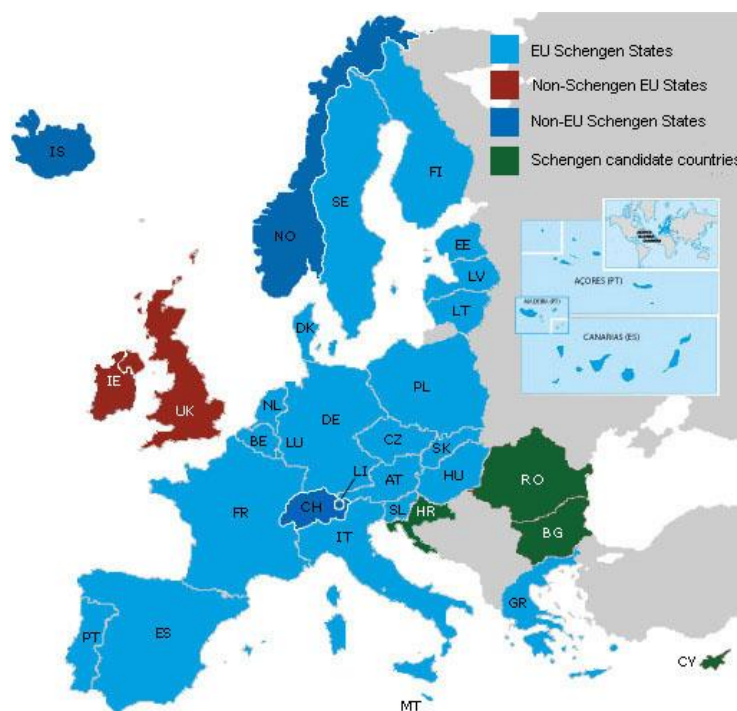 EU Schengen States
Non-Schengen EU States
Non-EU Schengen States
Schengen candidate countries
IS
FI
SE
NO
EE
LV
AÇORES (PT)
LT
MADEIRA (PT)
DK
CANARIAS (ES)
IE
PL
UK
NL
DE
BE
LU
CZ
SK
LI
AT
HU
RO
CH
FR
SL
HR
IT
BG
GR
PT
ES
CY
MT